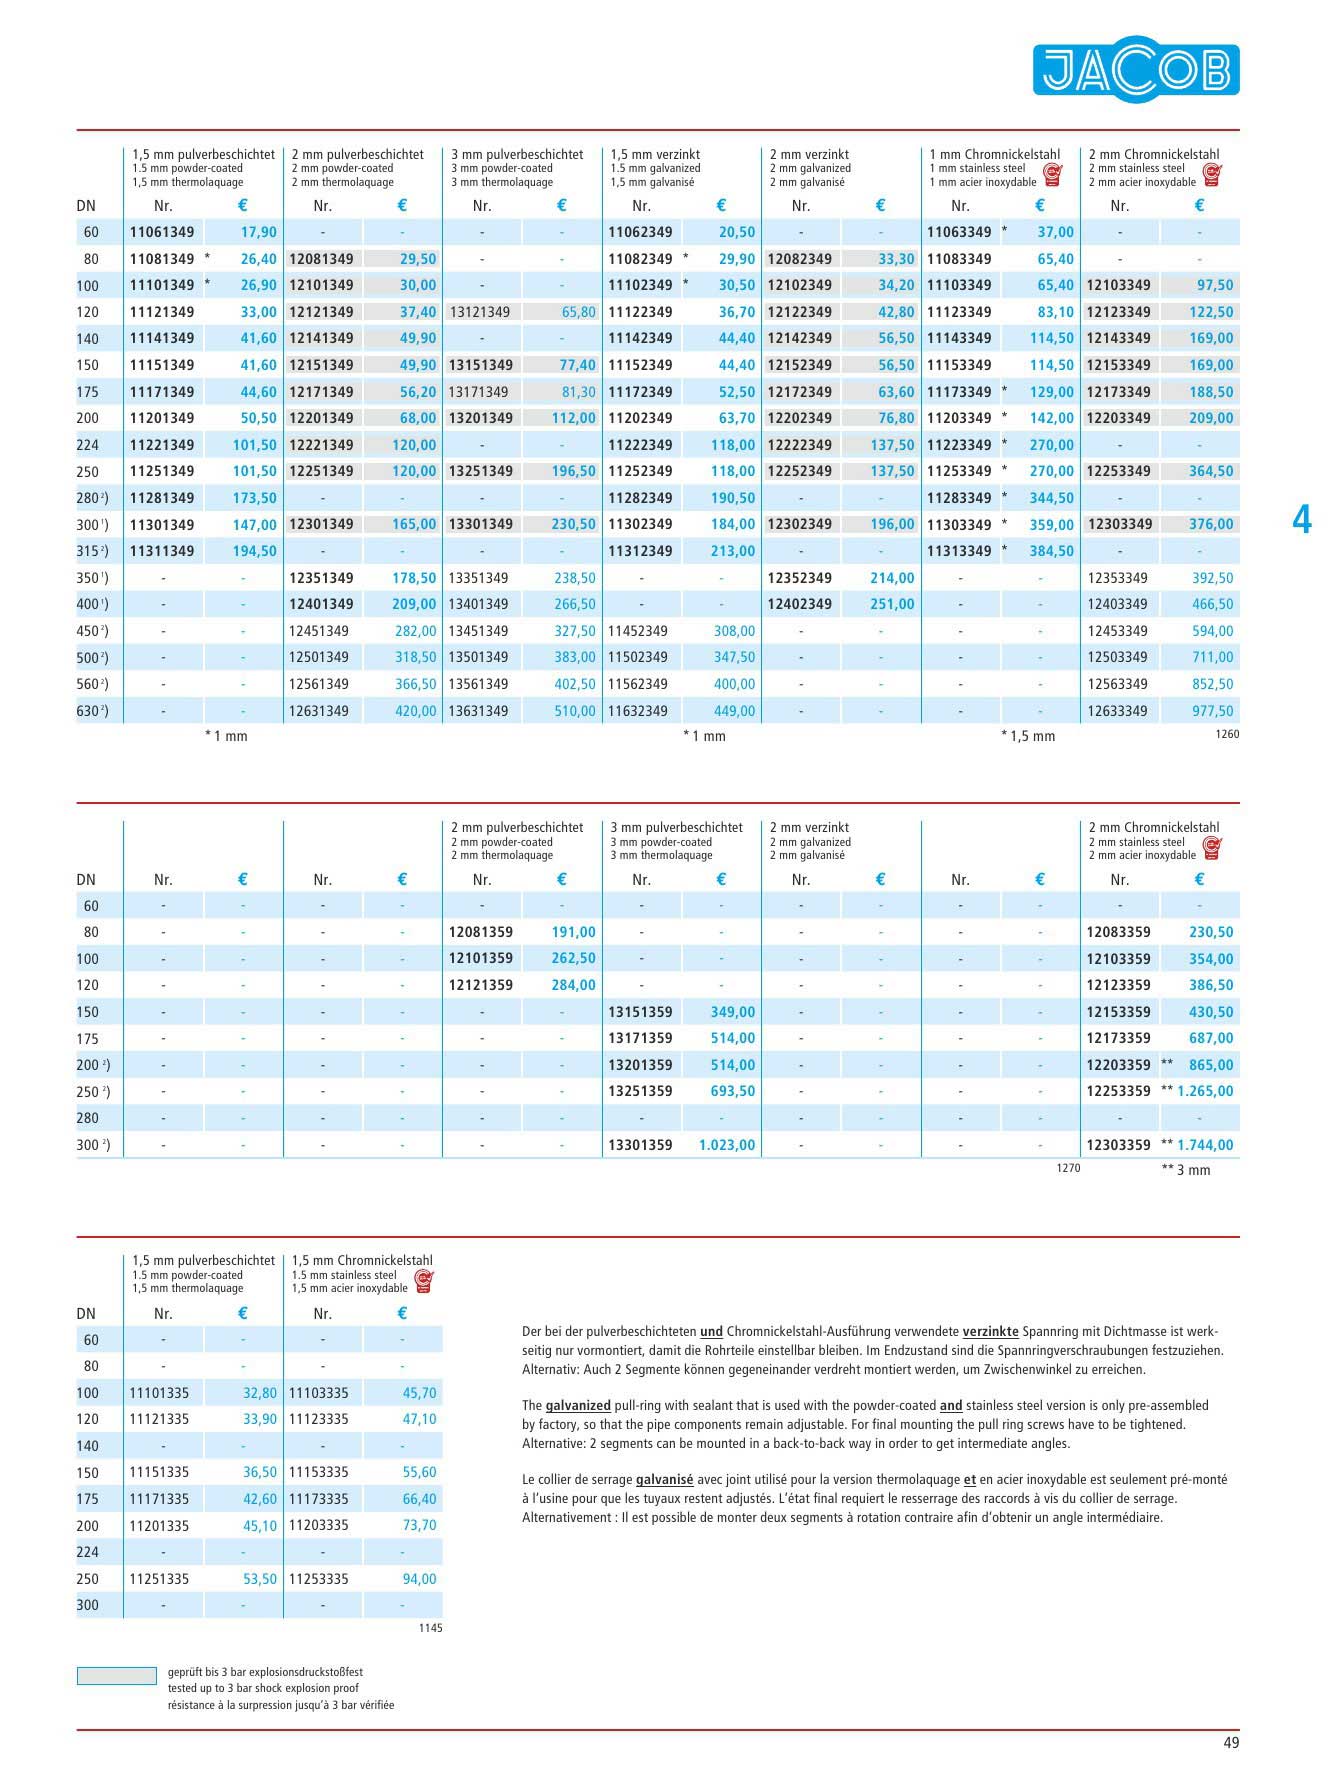 JACOB
1,5 mm pulverbeschichtet 2 mm pulverbeschichtet 3 mm pulverbeschichtet 1,5 mm verzinkt 2 mm verzinkt 1 mm Chromnickelstahl 2 mm Chromnickelstahl
1.5 mm powder-coated 2 mm powder-coated 3 mm powder-coated 1.5 mm galvanized 2 mm galvanized 1 mm stainless steel 2 mm stainless steel
1,5 mm thermolaquage 2 mm thermolaquage 3 mm thermolaquage 1,5 mm galvanisé 2 mm galvanisé 1 mm acier inoxydable 2 mm acier inoxydable
DN Nr. € Nr. € Nr. € Nr. € Nr. € Nr. € Nr. €
60 11061349 17,90 - - - - 11062349 20,50 - - 11063349 * 37,00 - -
80 11081349 * 26,40 12081349 29,50 - - 11082349 * 29,90 12082349 33,30 11083349 65,40 - -
100 11101349 * 26,90 12101349 30,00 - - 11102349 * 30,50 12102349 34,20 11103349 65,40 12103349 97,50
120 11121349 33,00 12121349 37,40 13121349 65,80 11122349 36,70 12122349 42,80 11123349 83,10 12123349 122,50
140 11141349 41,60 12141349 49,90 - - 11142349 44,40 12142349 56,50 11143349 114,50 12143349 169,00
150 11151349 41,60 12151349 49,90 13151349 77,40 11152349 44,40 12152349 56,50 11153349 114,50 12153349 169,00
175 11171349 44,60 12171349 56,20 13171349 81,30 11172349 52,50 12172349 63,60 11173349 * 129,00 12173349 188,50
200 11201349 50,50 12201349 68,00 13201349 112,00 11202349 63,70 12202349 76,80 11203349 * 142,00 12203349 209,00
224 11221349 101,50 12221349 120,00 - - 11222349 118,00 12222349 137,50 11223349 * 270,00 - -
250 11251349 101,50 12251349 120,00 13251349 196,50 11252349 118,00 12252349 137,50 11253349 * 270,00 12253349 364,50
280 ²) 11281349 173,50 - - - - 11282349 190,50 - - 11283349 * 344,50 - -
300 ¹) 11301349 147,00 12301349 165,00 13301349 230,50 11302349 184,00 12302349 196,00 11303349 * 359,00 12303349 376,00
4
315 ²) 11311349 194,50 - - - - 11312349 213,00 - - 11313349 * 384,50 - -
350 ¹) - - 12351349 178,50 13351349 238,50 - - 12352349 214,00 - - 12353349 392,50
400 ¹) - - 12401349 209,00 13401349 266,50 - - 12402349 251,00 - - 12403349 466,50
450 ²) - - 12451349 282,00 13451349 327,50 11452349 308,00 - - - - 12453349 594,00
500 ²) - - 12501349 318,50 13501349 383,00 11502349 347,50 - - - - 12503349 711,00
560 ²) - - 12561349 366,50 13561349 402,50 11562349 400,00 - - - - 12563349 852,50
630 ²) - - 12631349 420,00 13631349 510,00 11632349 449,00 - - - - 12633349 977,50
* 1 mm * 1 mm * 1,5 mm 1260
2 mm pulverbeschichtet 3 mm pulverbeschichtet 2 mm verzinkt 2 mm Chromnickelstahl
2 mm powder-coated 3 mm powder-coated 2 mm galvanized 2 mm stainless steel
2 mm thermolaquage 3 mm thermolaquage 2 mm galvanisé 2 mm acier inoxydable
DN Nr. € Nr. € Nr. € Nr. € Nr. € Nr. € Nr. €
60 - - - - - - - - - - - - - -
80 - - - - 12081359 191,00 - - - - - - 12083359 230,50
100 - - - - 12101359 262,50 - - - - - - 12103359 354,00
120 - - - - 12121359 284,00 - - - - - - 12123359 386,50
150 - - - - - - 13151359 349,00 - - - - 12153359 430,50
175 - - - - - - 13171359 514,00 - - - - 12173359 687,00
200 ²) - - - - - - 13201359 514,00 - - - - 12203359 ** 865,00
250 ²) - - - - - - 13251359 693,50 - - - - 12253359 ** 1.265,00
280 - - - - - - - - - - - - - -
300 ²) - - - - - - 13301359 1.023,00 - - - - 12303359 ** 1.744,00
1270 ** 3 mm
1,5 mm pulverbeschichtet 1,5 mm Chromnickelstahl
1.5 mm powder-coated 1.5 mm stainless steel
1,5 mm thermolaquage 1,5 mm acier inoxydable
DN Nr. € Nr. €
60 - - - -
80 - - - -
100 11101335 32,80 11103335 45,70
120 11121335 33,90 11123335 47,10
140 - - - -
150 11151335 36,50 11153335 55,60
175 11171335 42,60 11173335 66,40
200 11201335 45,10 11203335 73,70
224 - - - -
250 11251335 53,50 11253335 94,00
300 - - - -
1145
Der bei der pulverbeschichteten und Chromnickelstahl-Ausführung verwendete verzinkte Spannring mit Dichtmasse ist werk-
seitig nur vormontiert, damit die Rohrteile einstellbar bleiben. Im Endzustand sind die Spannringverschraubungen festzuziehen.
Alternativ: Auch 2 Segmente können gegeneinander verdreht montiert werden, um Zwischenwinkel zu erreichen.
The galvanized pull-ring with sealant that is used with the powder-coated and stainless steel version is only pre-assembled
by factory, so that the pipe components remain adjustable. For final mounting the pull ring screws have to be tightened.
Alternative: 2 segments can be mounted in a back-to-back way in order to get intermediate angles.
Le collier de serrage galvanisé avec joint utilisé pour la version thermolaquage et en acier inoxydable est seulement pré-monté
à l'usine pour que les tuyaux restent adjustés. L'état final requiert le resserrage des raccords à vis du collier de serrage.
Alternativement : Il est possible de monter deux segments à rotation contraire afin d'obtenir un angle intermédiaire.
geprüft bis 3 bar explosionsdruckstoßfest
tested up to 3 bar shock explosion proof
résistance à la surpression jusqu'à 3 bar vérifiée
49